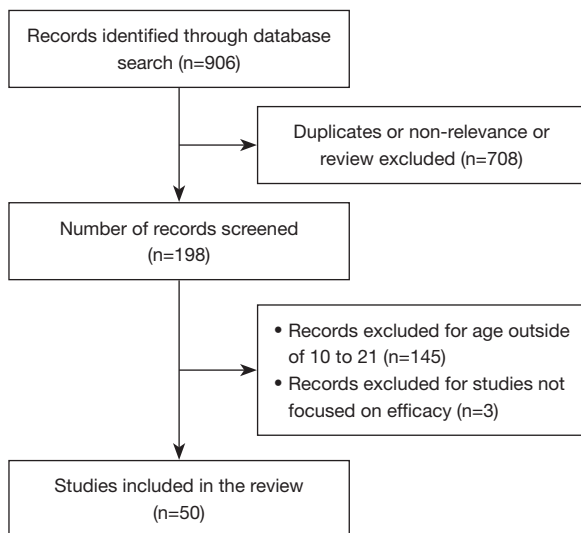 Records identified through database
search (n=906)
Duplicates or non-relevance or
review excluded (n=708)
Number of records screened
(n=198)
• Records excluded for age outside
of 10 to 21 (n=145)
• Records excluded for studies not
focused on efficacy (n=3)
Studies included in the review
(n=50)